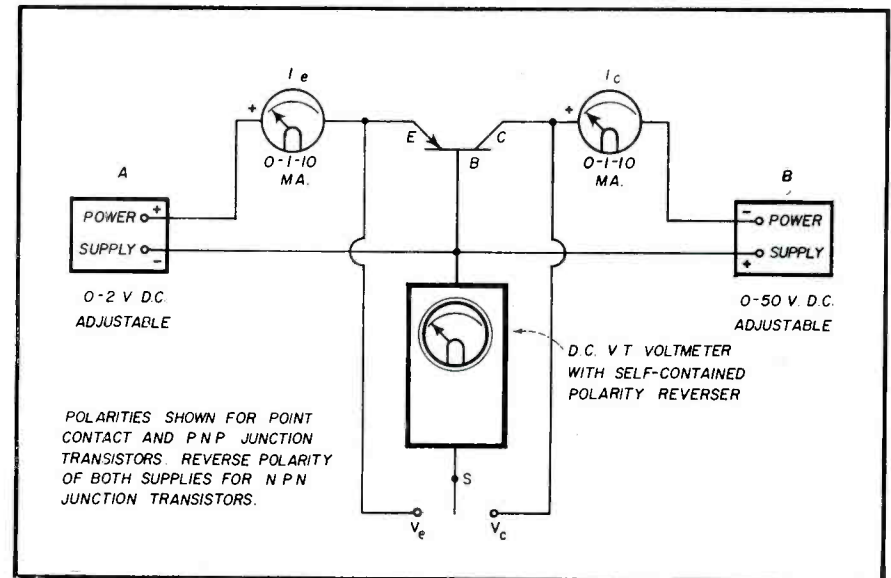 I e
I c
+
+
E
C
B
0-1-10
MA.
0-1-10
MA.
A
B
POWER +
SUPPLY -
- POWER
+ SUPPLY
0-2 V D.C.
ADJUSTABLE
0-50 V. D.C.
ADJUSTABLE
D.C. V T VOLTMETER
WITH SELF-CONTAINED
POLARITY REVERSER
POLARITIES SHOWN FOR POINT
CONTACT AND P N P JUNCTION
TRANSISTORS. REVERSE POLARITY
OF BOTH SUPPLIES FOR N P N
JUNCTION TRANSISTORS.
S
Ve
Vc